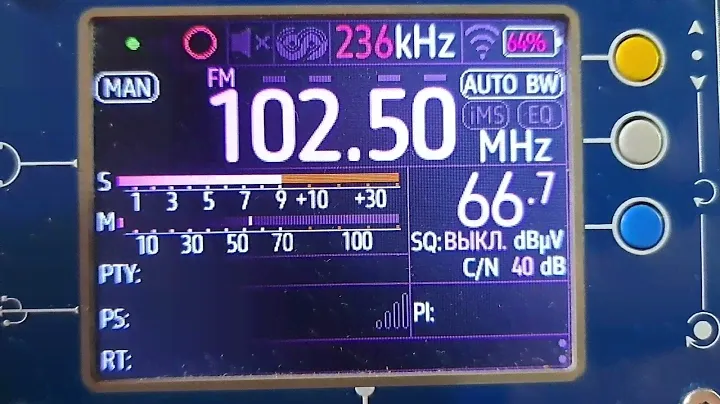 236kHz 64%
MAN FM AUTO BW
102.50 iMS EQ
MHz
S 1 3 5 7 9 +10 +30
66.7
M 10 30 50 70 100
SQ:ВЫКЛ. dBµV
C/N 40 dB
PTY:
PS: PI:
RT: